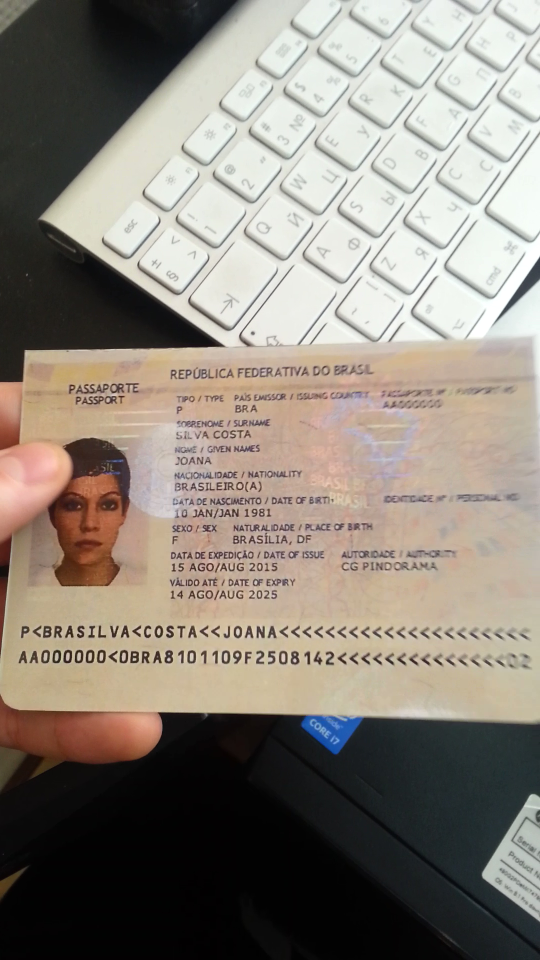 esc
REPÚBLICA FEDERATIVA DO BRASIL
PASSAPORTE
PASSPORT
TIPO / TYPE PAÍS EMISSOR / ISSUING COUNTRY PASSAPORTE Nº / PASSPORT NO
P BRA AA000000
SOBRENOME / SURNAME
SILVA COSTA
NOME / GIVEN NAMES
JOANA
NACIONALIDADE / NATIONALITY
BRASILEIRO(A)
DATA DE NASCIMENTO / DATE OF BIRTH IDENTIDADE Nº / PERSONAL NO
10 JAN/JAN 1981
SEXO / SEX NATURALIDADE / PLACE OF BIRTH
F BRASÍLIA, DF
DATA DE EXPEDIÇÃO / DATE OF ISSUE AUTORIDADE / AUTHORITY
15 AGO/AUG 2015 CG PINDORAMA
VÁLIDO ATÉ / DATE OF EXPIRY
14 AGO/AUG 2025
P<BRASILVA<COSTA<<JOANA<<<<<<<<<<<<<<<<<<<<<
AA000000<0BRA8101109F2508142<<<<<<<<<<<<<<02
CORE i7
Serial
Product